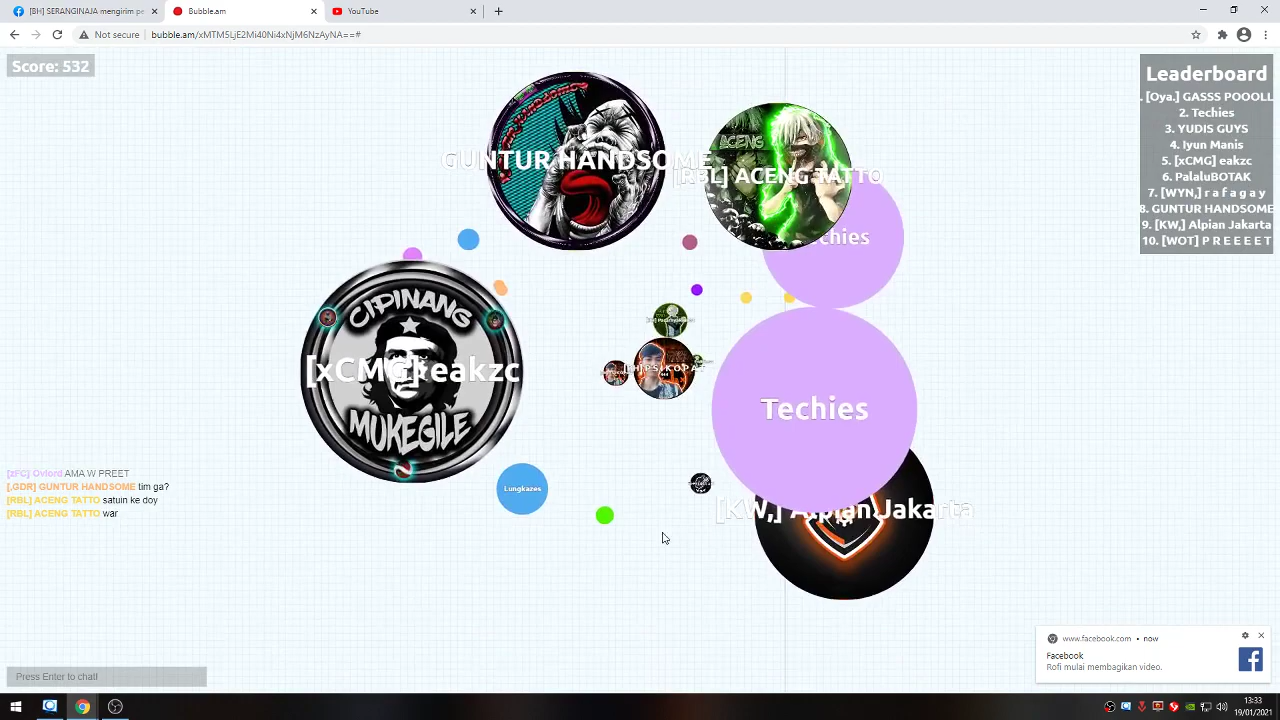 [BH] SERANGINAJA mengirim pe
Bubble.am
YouTube
Not secure
bubble.am/xMTM5LjE2Mi40Ni4xNjM6NzAyNA==#
Score: 532
Leaderboard
. [Oya.] GASSS POOOLL
2. Techies
3. YUDIS GUYS
4. Iyun Manis
5. [xCMG] eakzc
6. PalaluBOTAK
7. [WYN,] r a f a g a y
8. GUNTUR HANDSOME
9. [KW,] Alpian Jakarta
10. [WOT] P R E E E E T
ACENG
GUNTUR HANDSOME
[RBL] ACENG TATTO
Techies
CIPINANG
[xCMG] eakzc
MUKEGILE
[BH] P S I K O P A T
Techies
Lungkazes
[KW,] Alpian Jakarta
[zFC] Ovlord AMA W PREET
[.GDR] GUNTUR HANDSOME tim ga?
[RBL] ACENG TATTO satuin ke doy
[RBL] ACENG TATTO war
Press Enter to chat!
www.facebook.com • now
Facebook
Rofi mulai membagikan video.
13:33
19/01/2021